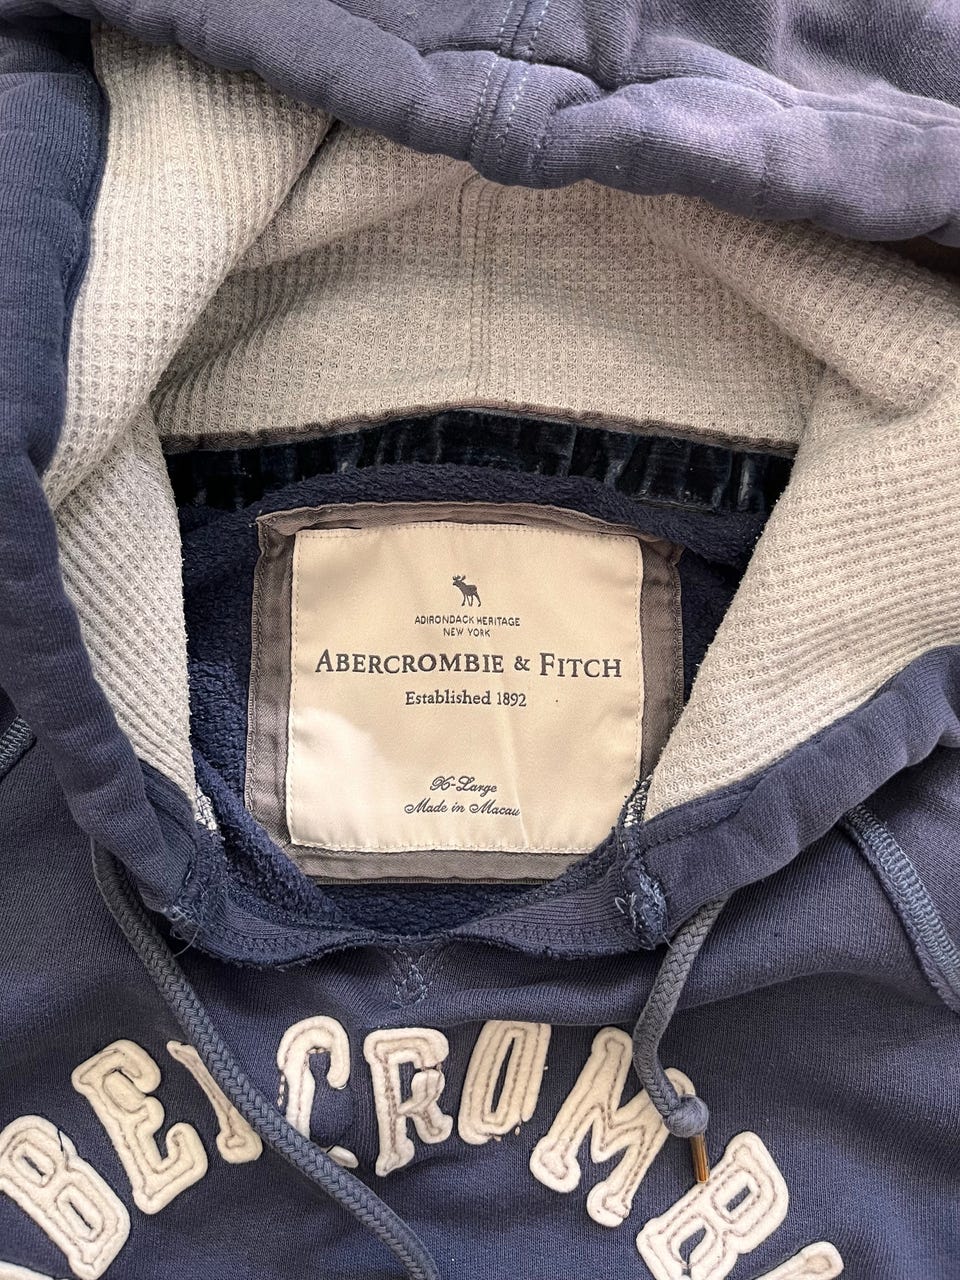 ADIRONDACK HERITAGE
NEW YORK
ABERCROMBIE & FITCH
Established 1892
X-Large
Made in Macau
BERCROMB